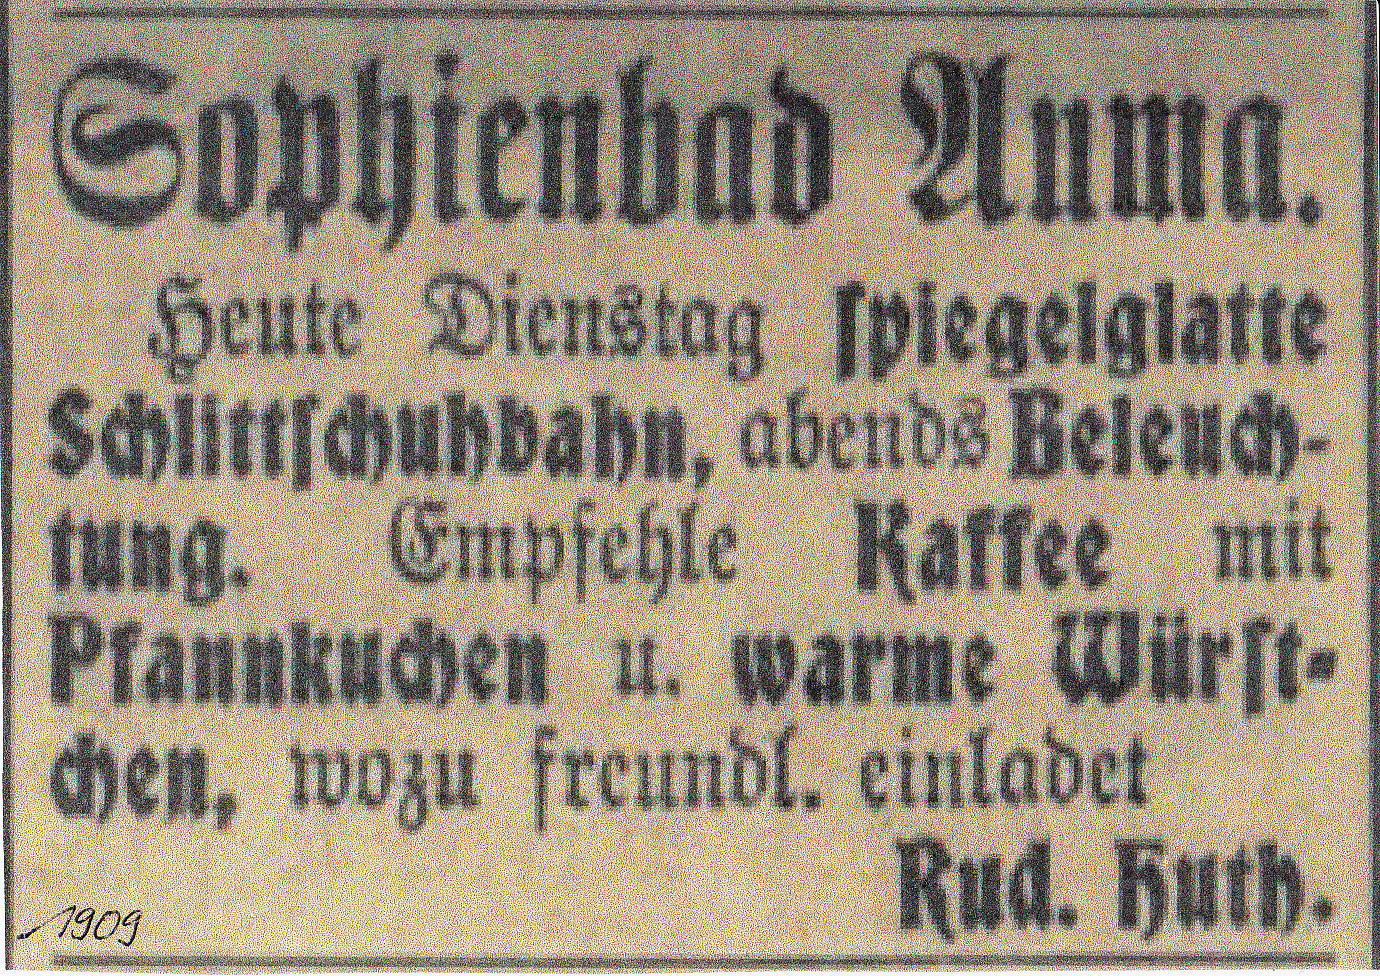 Sophienbad Auma.
Heute Dienstag spiegelglatte
Schlittschuhbahn, abends Beleuch-
tung. Empfehle Kaffee mit
Pfannkuchen u. warme Würst-
chen, wozu freundl. einladet
Rud. Huth.
1909